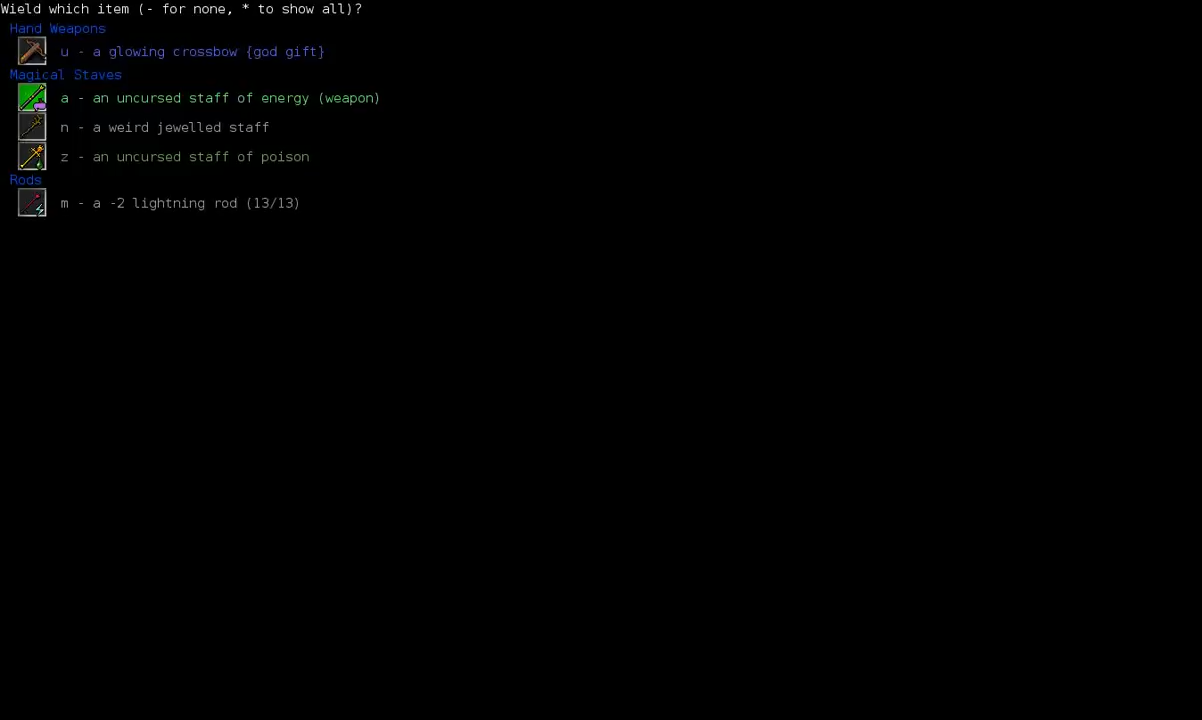 Wield which item (- for none, * to show all)?
Hand Weapons
u - a glowing crossbow {god gift}
Magical Staves
a - an uncursed staff of energy (weapon)
n - a weird jewelled staff
z - an uncursed staff of poison
Rods
m - a -2 lightning rod (13/13)